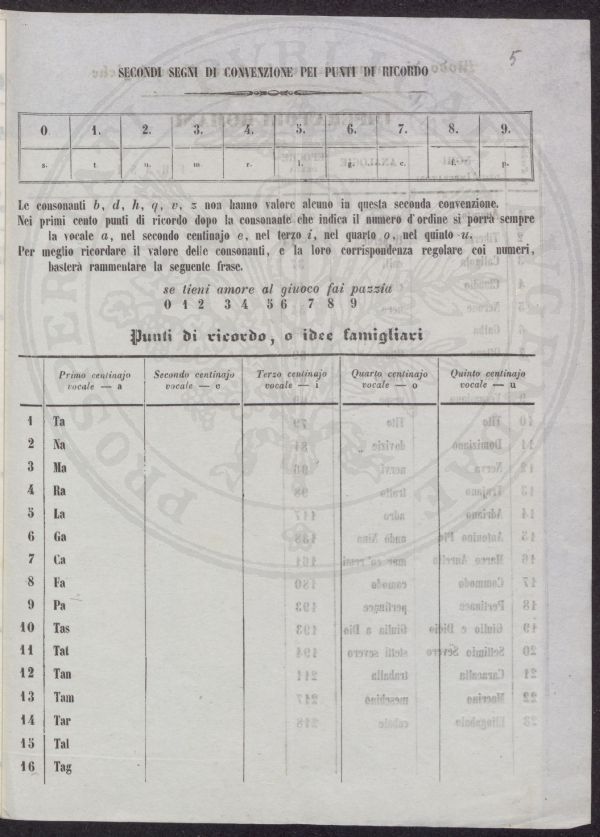 5
SECONDI SEGNI DI CONVENZIONE PEI PUNTI DI RICORDO
0. 1. 2. 3. 4. 5. 6. 7. 8. 9.
s. t. n. m. r. l. g. c. f. p.
Le consonanti b, d, h, q, v, z non hanno valore alcuno in questa seconda convenzione.
Nei primi cento punti di ricordo dopo la consonante che indica il numero d'ordine si porrà sempre
la vocale a, nel secondo centinajo e, nel terzo i, nel quarto o, nel quinto u.
Per meglio ricordare il valore delle consonanti, e la loro corrispondenza regolare coi numeri,
basterà rammentare la seguente frase.
se tieni amore al giuoco fai pazzia
0 1 2 3 4 5 6 7 8 9
Punti di ricordo, o idee famigliari
Primo centinajo Secondo centinajo Terzo centinajo Quarto centinajo Quinto centinajo
vocale — a vocale — e vocale — i vocale — o vocale — u
1 Ta
2 Na
3 Ma
4 Ra
5 La
6 Ga
7 Ca
8 Fa
9 Pa
10 Tas
11 Tat
12 Tan
13 Tam
14 Tar
15 Tal
16 Tag